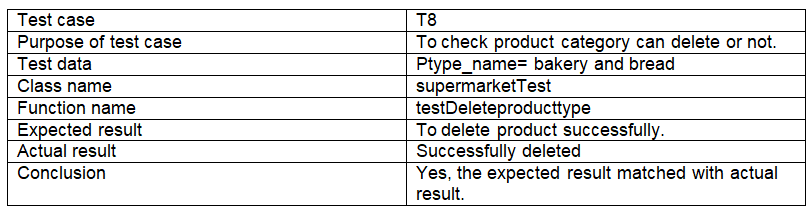 Test case T8
Purpose of test case To check product category can delete or not.
Test data Ptype_name= bakery and bread
Class name supermarketTest
Function name testDeleteproducttype
Expected result To delete product successfully.
Actual result Successfully deleted
Conclusion Yes, the expected result matched with actual
result.